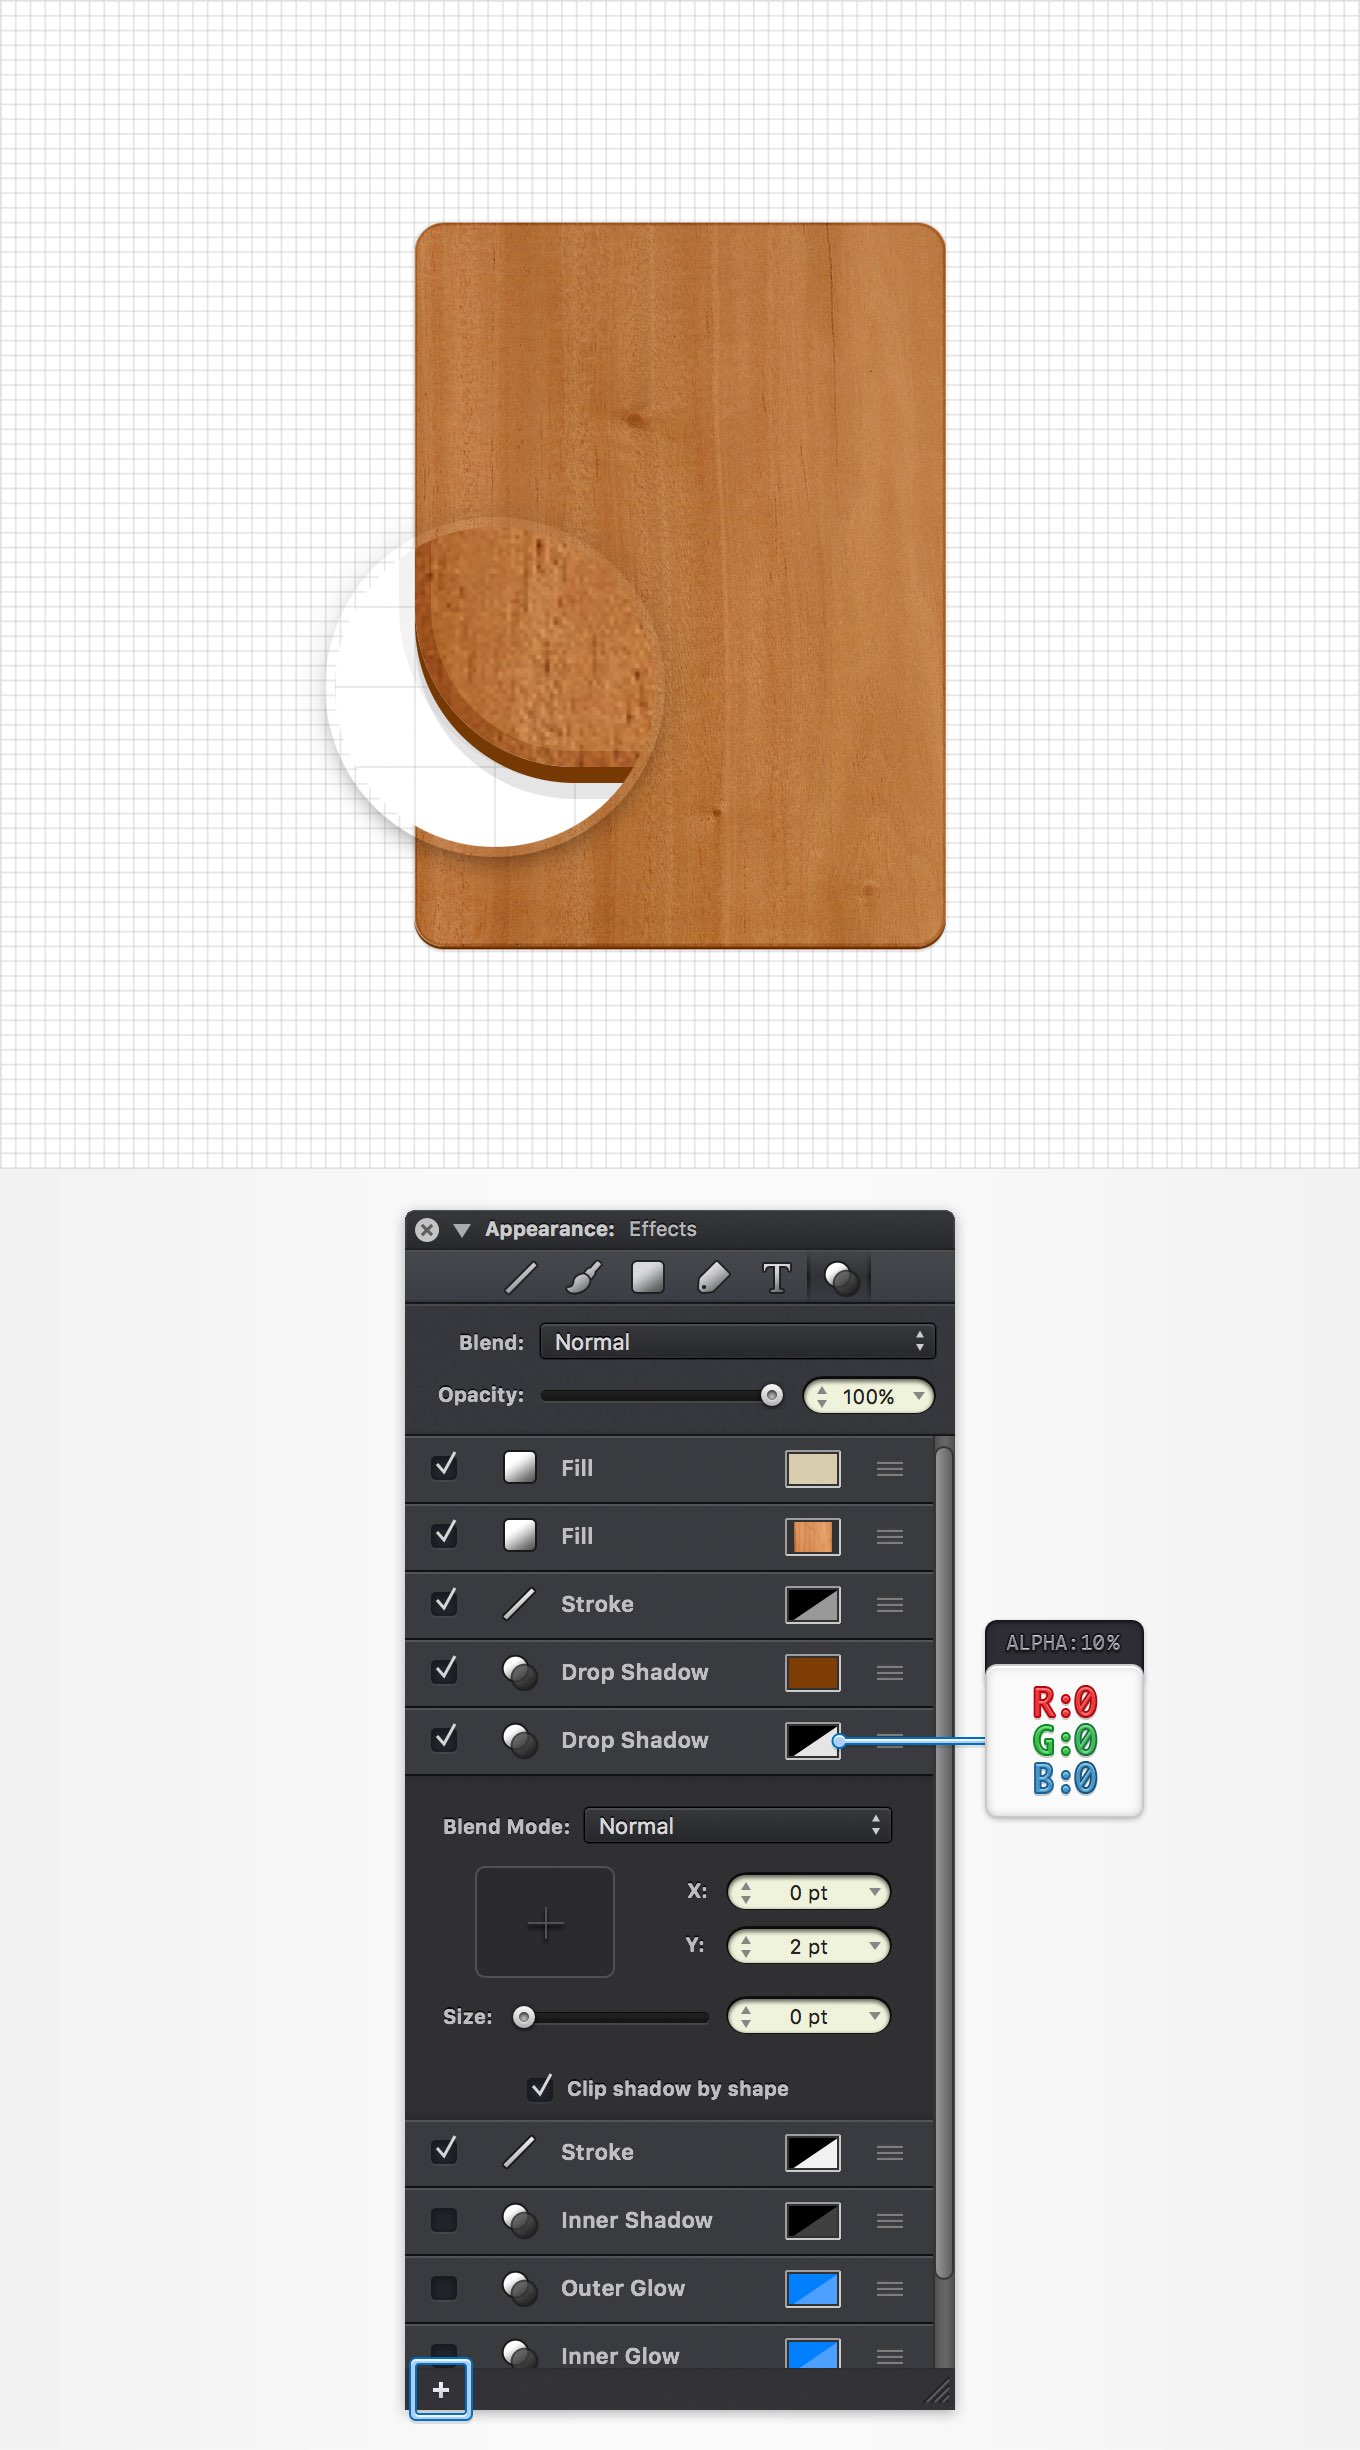 Appearance: Effects
T
Blend: Normal
Opacity: 100%
Fill
Fill
Stroke
Drop Shadow
Drop Shadow
ALPHA:10%
R:0
G:0
B:0
Blend Mode: Normal
X: 0 pt
Y: 2 pt
Size: 0 pt
Clip shadow by shape
Stroke
Inner Shadow
Outer Glow
Inner Glow
+